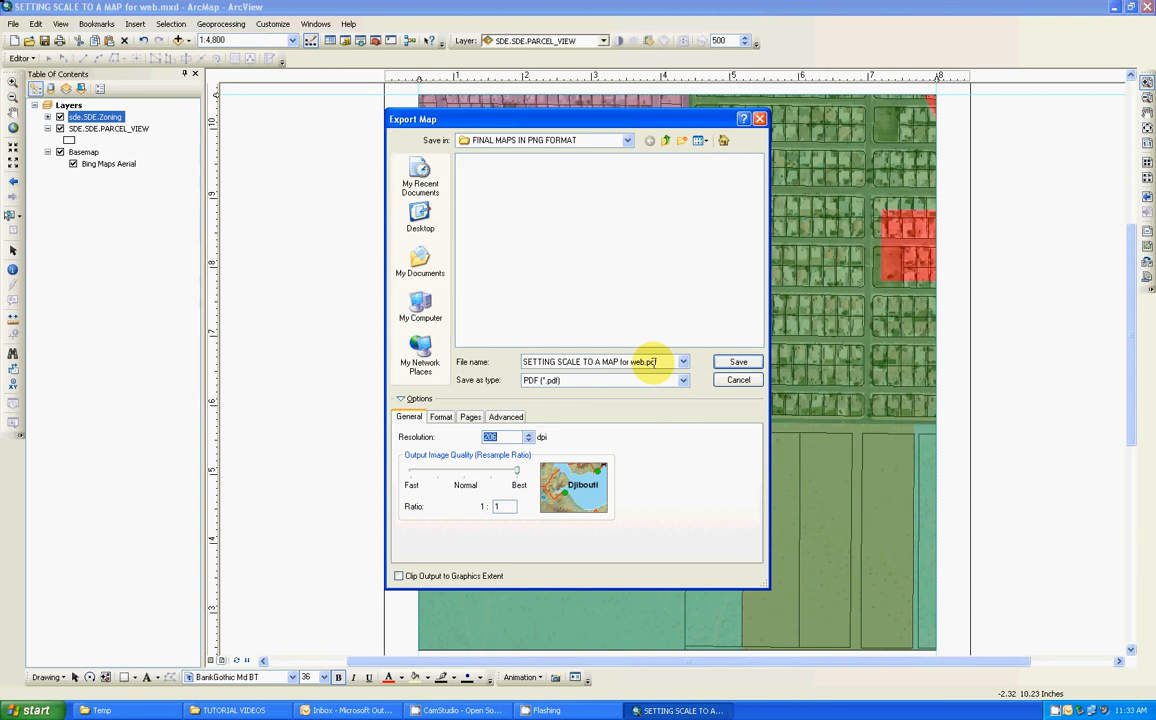 SETTING SCALE TO A MAP for web.mxd - ArcMap - ArcView
File Edit View Bookmarks Insert Selection Geoprocessing Customize Windows Help
1:4,800 Layer: SDE.SDE.PARCEL_VIEW 500
Editor
Table Of Contents
Layers
sde.SDE.Zoning
SDE.SDE.PARCEL_VIEW
Basemap
Bing Maps Aerial
Export Map
Save in: FINAL MAPS IN PNG FORMAT
My Recent Documents
Desktop
My Documents
My Computer
My Network Places
File name: SETTING SCALE TO A MAP for web.pdf Save
Save as type: PDF (*.pdf) Cancel
Options
General Format Pages Advanced
Resolution: dpi
Output Image Quality (Resample Ratio)
Fast Normal Best
Ratio: 1 : 1
Djibouti
Clip Output to Graphics Extent
Drawing A BankGothic Md BT 36 B I U A A Animation
-2.32 10.23 Inches
start Temp TUTORIAL VIDEOS Inbox - Microsoft Out... CamStudio - Open So... Flashing SETTING SCALE TO A... 11:33 AM